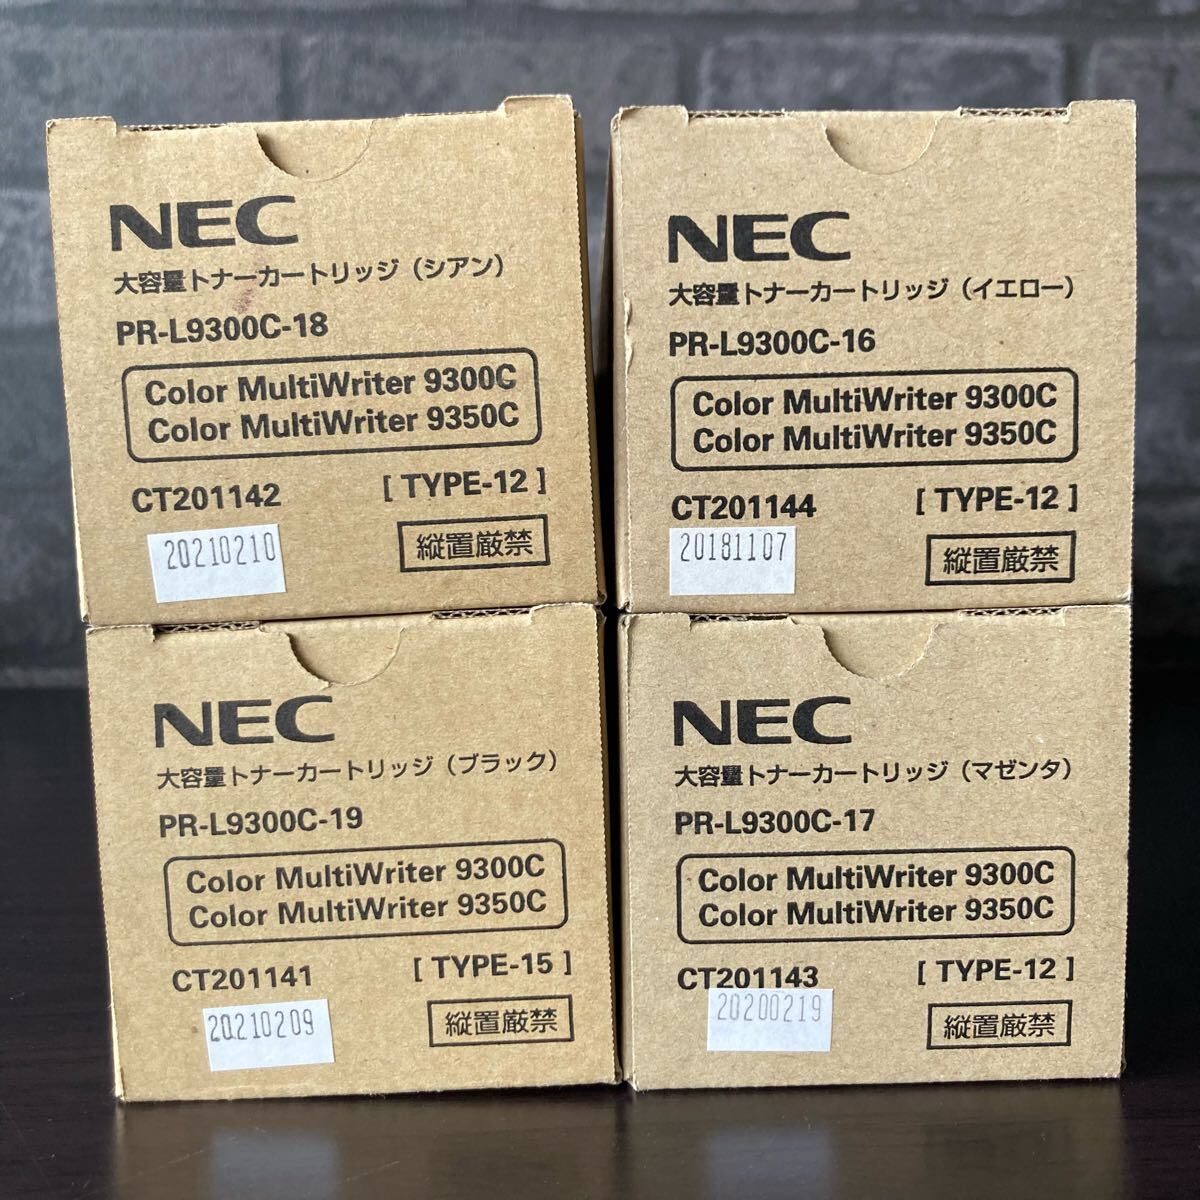 NEC
大容量トナーカートリッジ（シアン）
PR-L9300C-18
Color MultiWriter 9300C
Color MultiWriter 9350C
CT201142 [ TYPE-12 ]
20210210 縦置厳禁
NEC
大容量トナーカートリッジ（イエロー）
PR-L9300C-16
Color MultiWriter 9300C
Color MultiWriter 9350C
CT201144 [ TYPE-12 ]
20181107 縦置厳禁
NEC
大容量トナーカートリッジ（ブラック）
PR-L9300C-19
Color MultiWriter 9300C
Color MultiWriter 9350C
CT201141 [ TYPE-15 ]
20210209 縦置厳禁
NEC
大容量トナーカートリッジ（マゼンタ）
PR-L9300C-17
Color MultiWriter 9300C
Color MultiWriter 9350C
CT201143 [ TYPE-12 ]
20200219 縦置厳禁